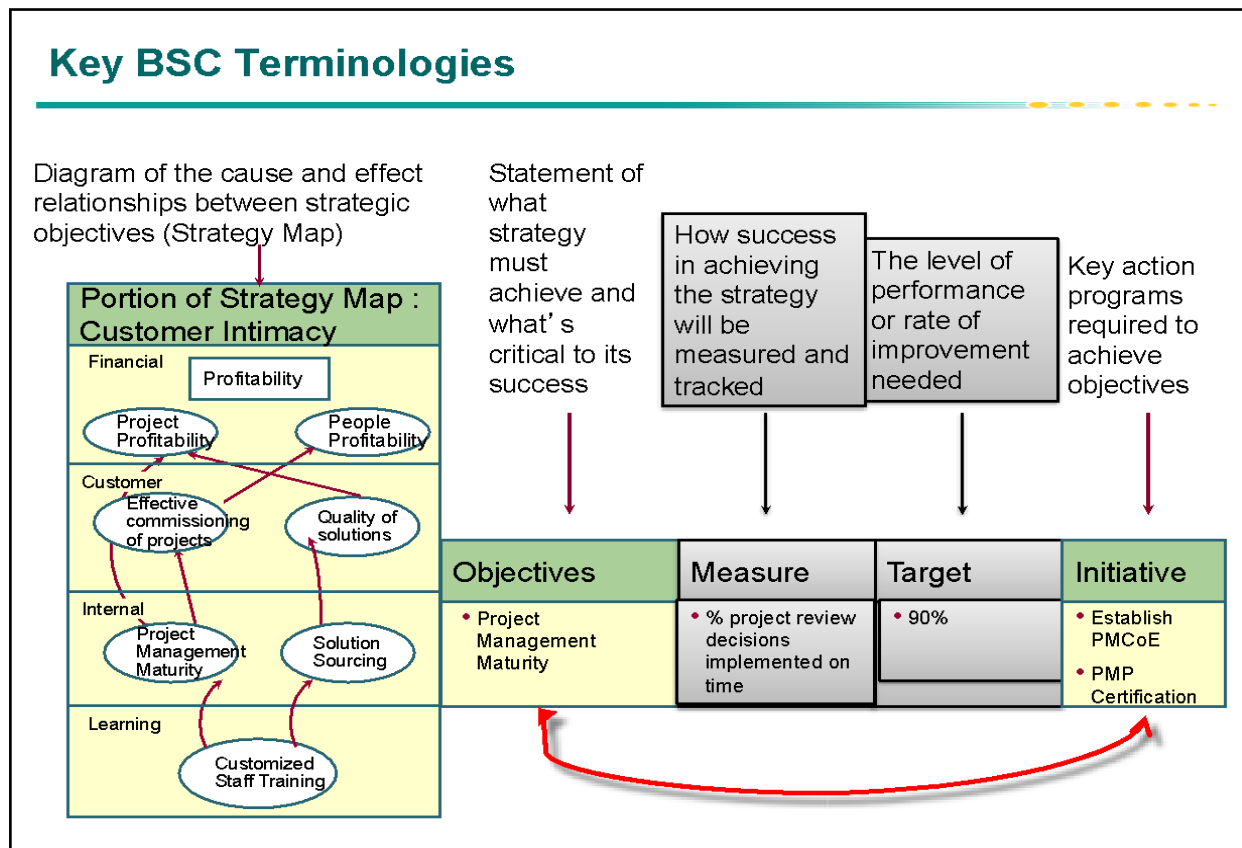 Key BSC Terminologies
Diagram of the cause and effect
relationships between strategic
objectives (Strategy Map)
Statement of
what
strategy
must
achieve and
what’s
critical to its
success
How success
in achieving
the strategy
will be
measured and
tracked
The level of
performance
or rate of
improvement
needed
Key action
programs
required to
achieve
objectives
Portion of Strategy Map :
Customer Intimacy
Financial
Profitability
Project
Profitability
People
Profitability
Customer
Effective
commissioning
of projects
Quality of
solutions
Internal
Project
Management
Maturity
Solution
Sourcing
Learning
Customized
Staff Training
Objectives
Measure
Target
Initiative
• Project
Management
Maturity
• % project review
decisions
implemented on
time
• 90%
• Establish
PMCoE
• PMP
Certification